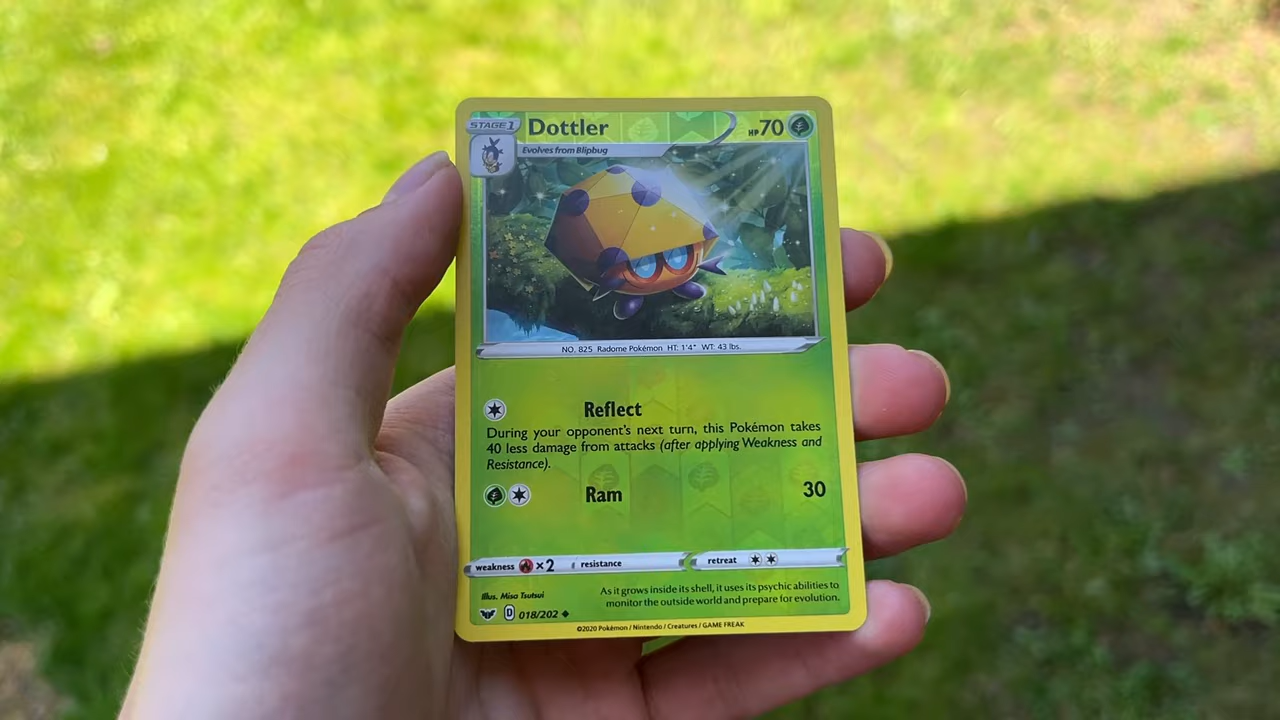 STAGE 1
Dottler
HP 70
Evolves from Blipbug
NO. 825 Radome Pokémon HT: 1'4" WT: 43 lbs.
Reflect
During your opponent's next turn, this Pokémon takes
40 less damage from attacks (after applying Weakness and
Resistance).
Ram 30
weakness ×2 resistance retreat
Illus. Misa Tsutsui
As it grows inside its shell, it uses its psychic abilities to
monitor the outside world and prepare for evolution.
D 018/202
©2020 Pokémon / Nintendo / Creatures / GAME FREAK